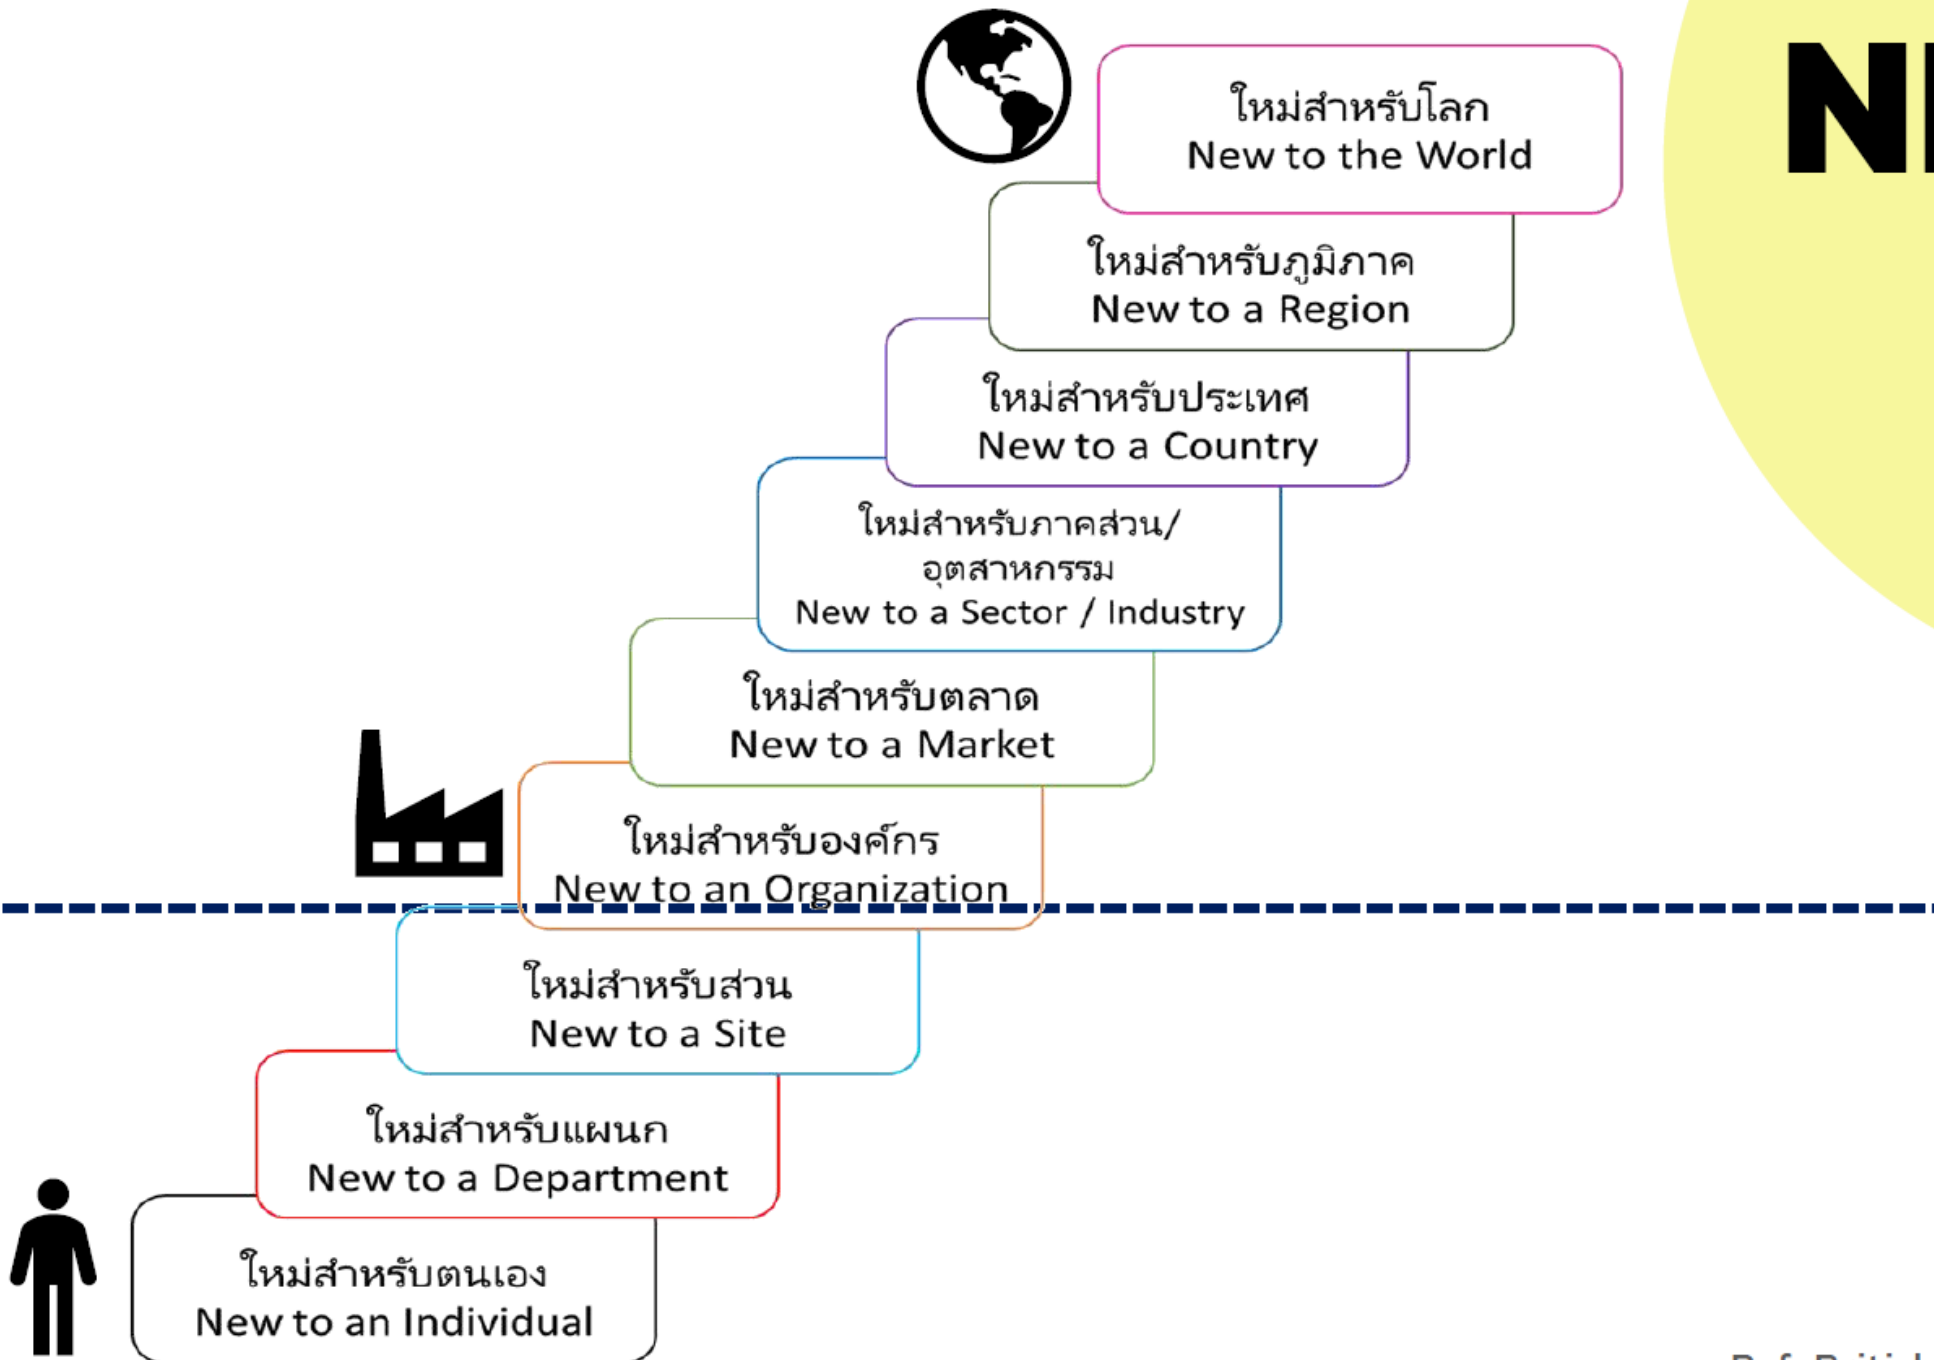 ใหม่สำหรับโลก
New to the World
ใหม่สำหรับภูมิภาค
New to a Region
ใหม่สำหรับประเทศ
New to a Country
ใหม่สำหรับภาคส่วน/
อุตสาหกรรม
New to a Sector / Industry
ใหม่สำหรับตลาด
New to a Market
ใหม่สำหรับองค์กร
New to an Organization
ใหม่สำหรับส่วน
New to a Site
ใหม่สำหรับแผนก
New to a Department
ใหม่สำหรับตนเอง
New to an Individual